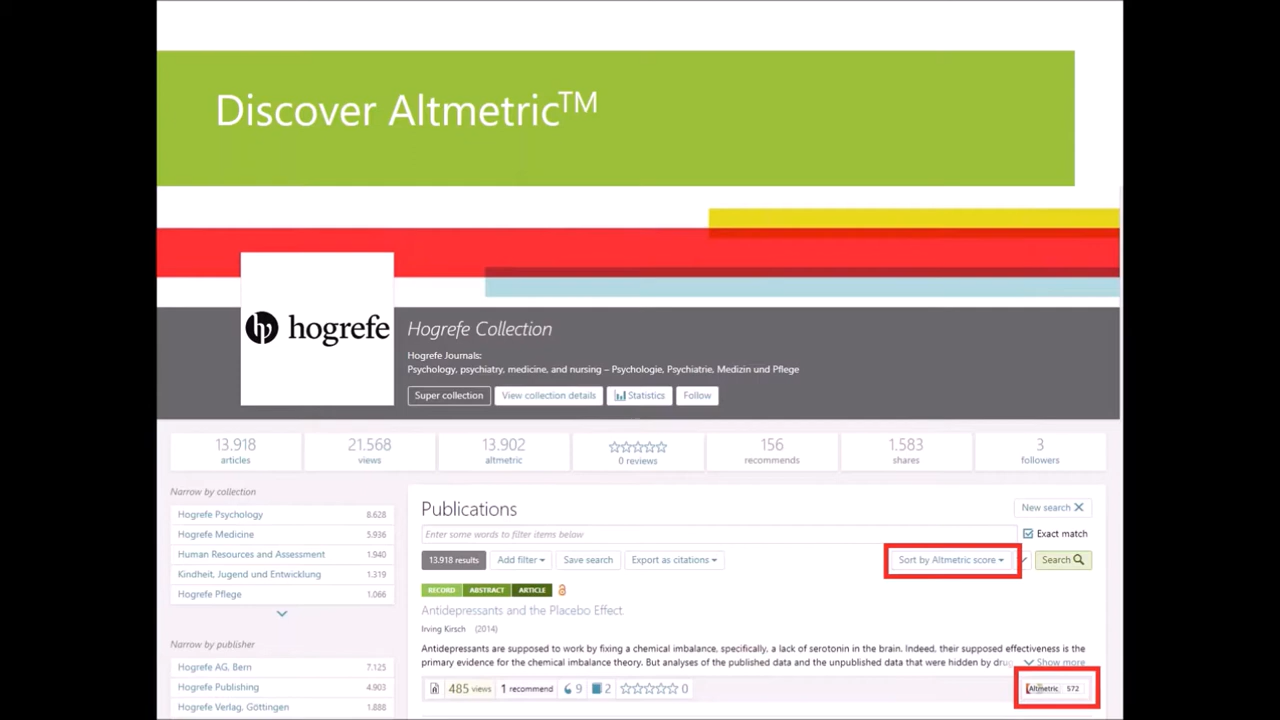 Discover Altmetric™
hogrefe
Hogrefe Collection
Hogrefe Journals:
Psychology, psychiatry, medicine, and nursing – Psychologie, Psychiatrie, Medizin und Pflege
Super collection View collection details Statistics Follow
13.918 21.568 13.902 156 1.583 3
articles views altmetric 0 reviews recommends shares followers
Narrow by collection
Hogrefe Psychology 8.628
Hogrefe Medicine 5.936
Human Resources and Assessment 1.940
Kindheit, Jugend und Entwicklung 1.319
Hogrefe Pflege 1.066
Narrow by publisher
Hogrefe AG, Bern 7.125
Hogrefe Publishing 4.903
Hogrefe Verlag, Göttingen 1.888
Publications New search
Enter some words to filter items below Exact match
13.918 results Add filter Save search Export as citations Sort by Altmetric score Search
RECORD ABSTRACT ARTICLE
Antidepressants and the Placebo Effect.
Irving Kirsch (2014)
Antidepressants are supposed to work by fixing a chemical imbalance, specifically, a lack of serotonin in the brain. Indeed, their supposed effectiveness is the
primary evidence for the chemical imbalance theory. But analyses of the published data and the unpublished data that were hidden by Show more
485 views 1 recommend 9 2 0 Altmetric 572